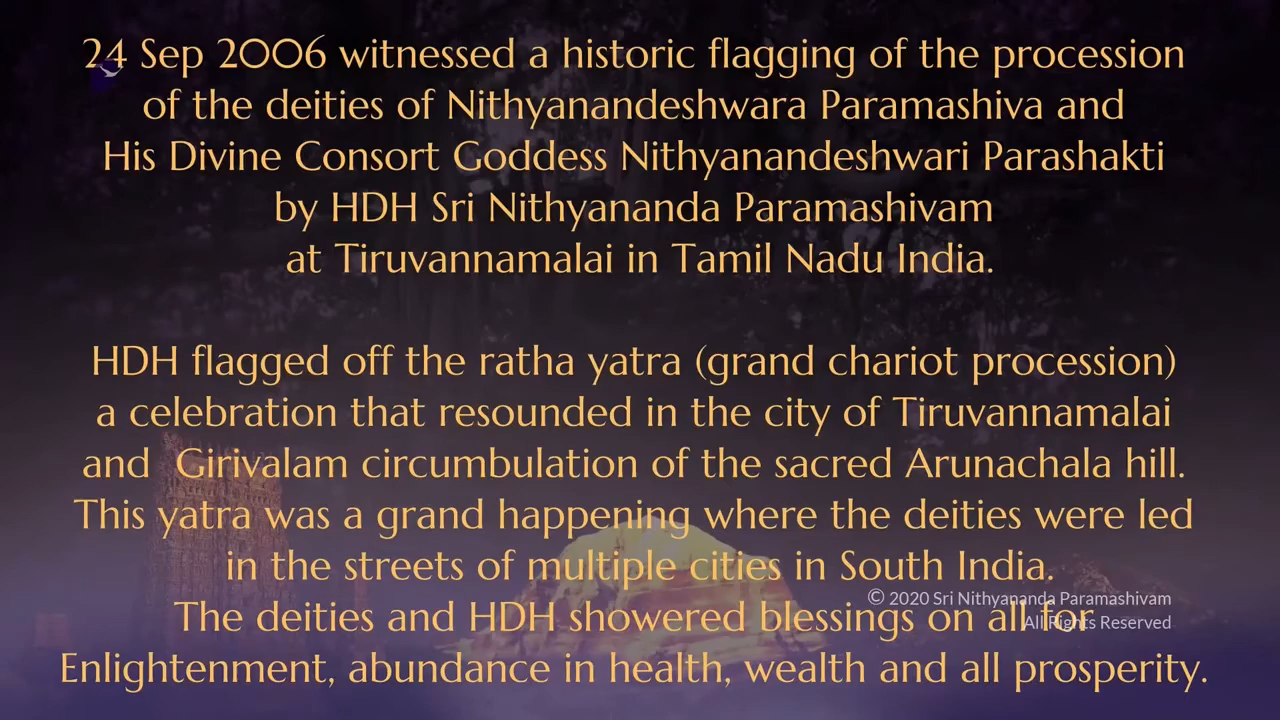 24 Sep 2006 witnessed a historic flagging of the procession
of the deities of Nithyanandeshwara Paramashiva and
His Divine Consort Goddess Nithyanandeshwari Parashakti
by HDH Sri Nithyananda Paramashivam
at Tiruvannamalai in Tamil Nadu India.
HDH flagged off the ratha yatra (grand chariot procession)
a celebration that resounded in the city of Tiruvannamalai
and Girivalam circumbulation of the sacred Arunachala hill.
This yatra was a grand happening where the deities were led
in the streets of multiple cities in South India.
The deities and HDH showered blessings on all for
Enlightenment, abundance in health, wealth and all prosperity.
© 2020 Sri Nithyananda Paramashivam
All Rights Reserved